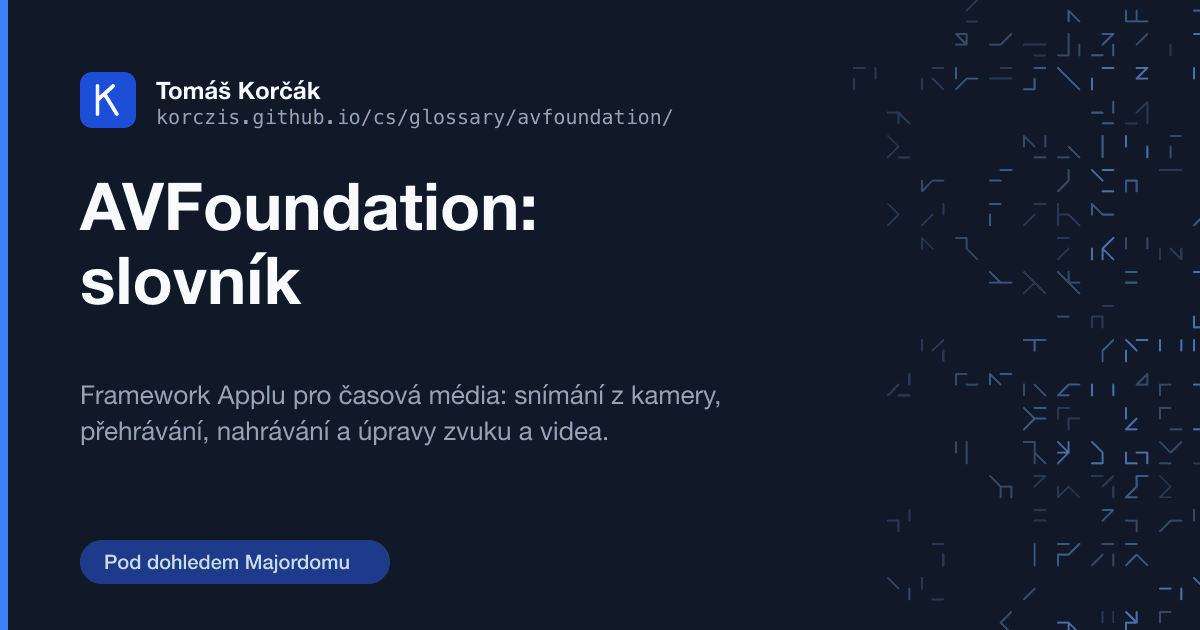 Tomáš Korčák
korczis.github.io/cs/glossary/avfoundation/
AVFoundation:
slovník
Framework Applu pro časová média: snímání z kamery,
přehrávání, nahrávání a úpravy zvuku a videa.
Pod dohledem Majordomu